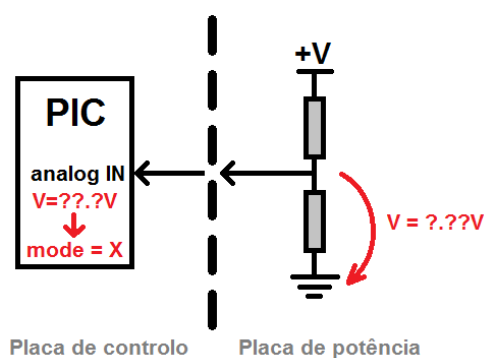 +V
PIC
analog IN
V=??.?V
mode = X
V = ?.??V
Placa de controlo
Placa de potência